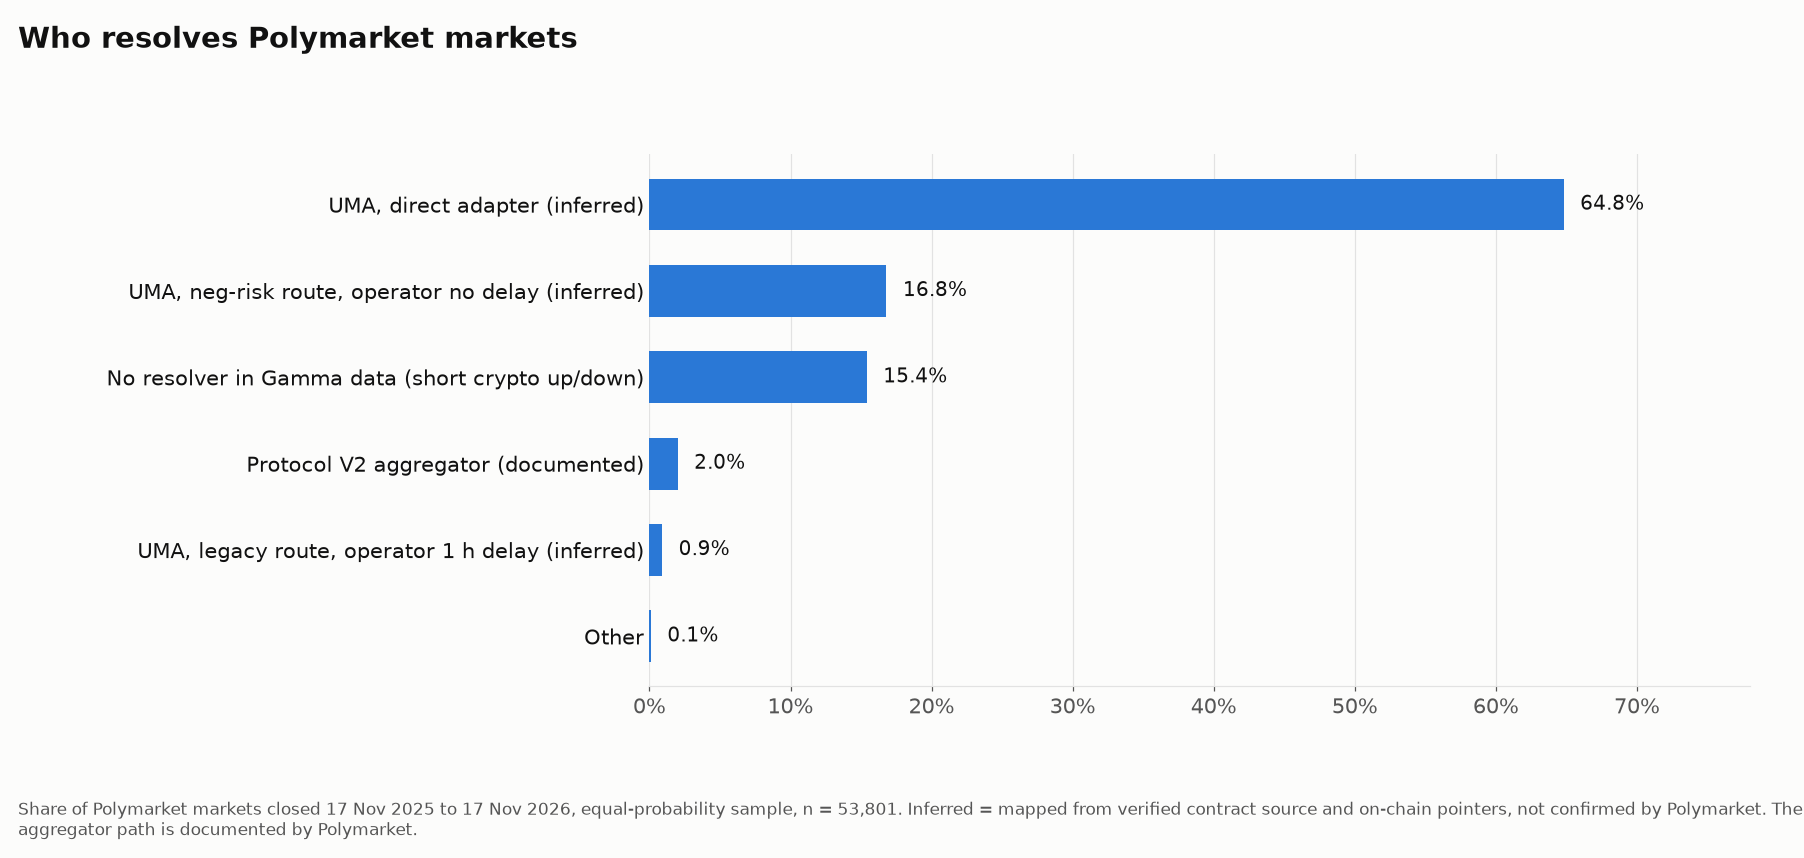 Who resolves Polymarket markets
UMA, direct adapter (inferred)
64.8%
UMA, neg-risk route, operator no delay (inferred)
16.8%
No resolver in Gamma data (short crypto up/down)
15.4%
Protocol V2 aggregator (documented)
2.0%
UMA, legacy route, operator 1 h delay (inferred)
0.9%
Other
0.1%
0% 10% 20% 30% 40% 50% 60% 70%
Share of Polymarket markets closed 17 Nov 2025 to 17 Nov 2026, equal-probability sample, n = 53,801. Inferred = mapped from verified contract source and on-chain pointers, not confirmed by Polymarket. The
aggregator path is documented by Polymarket.